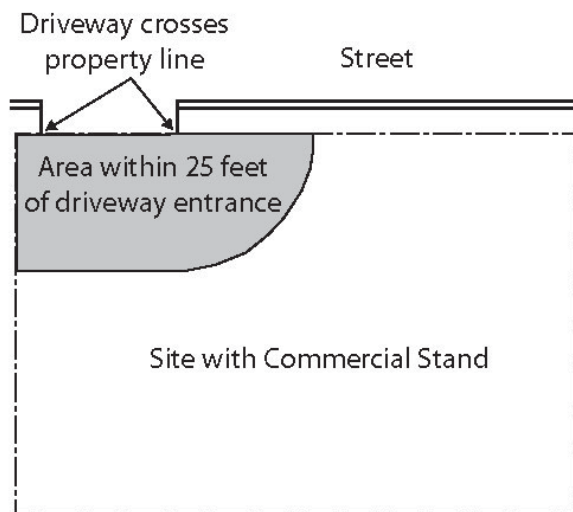 Driveway crosses
property line
Street
Area within 25 feet
of driveway entrance
Site with Commercial Stand